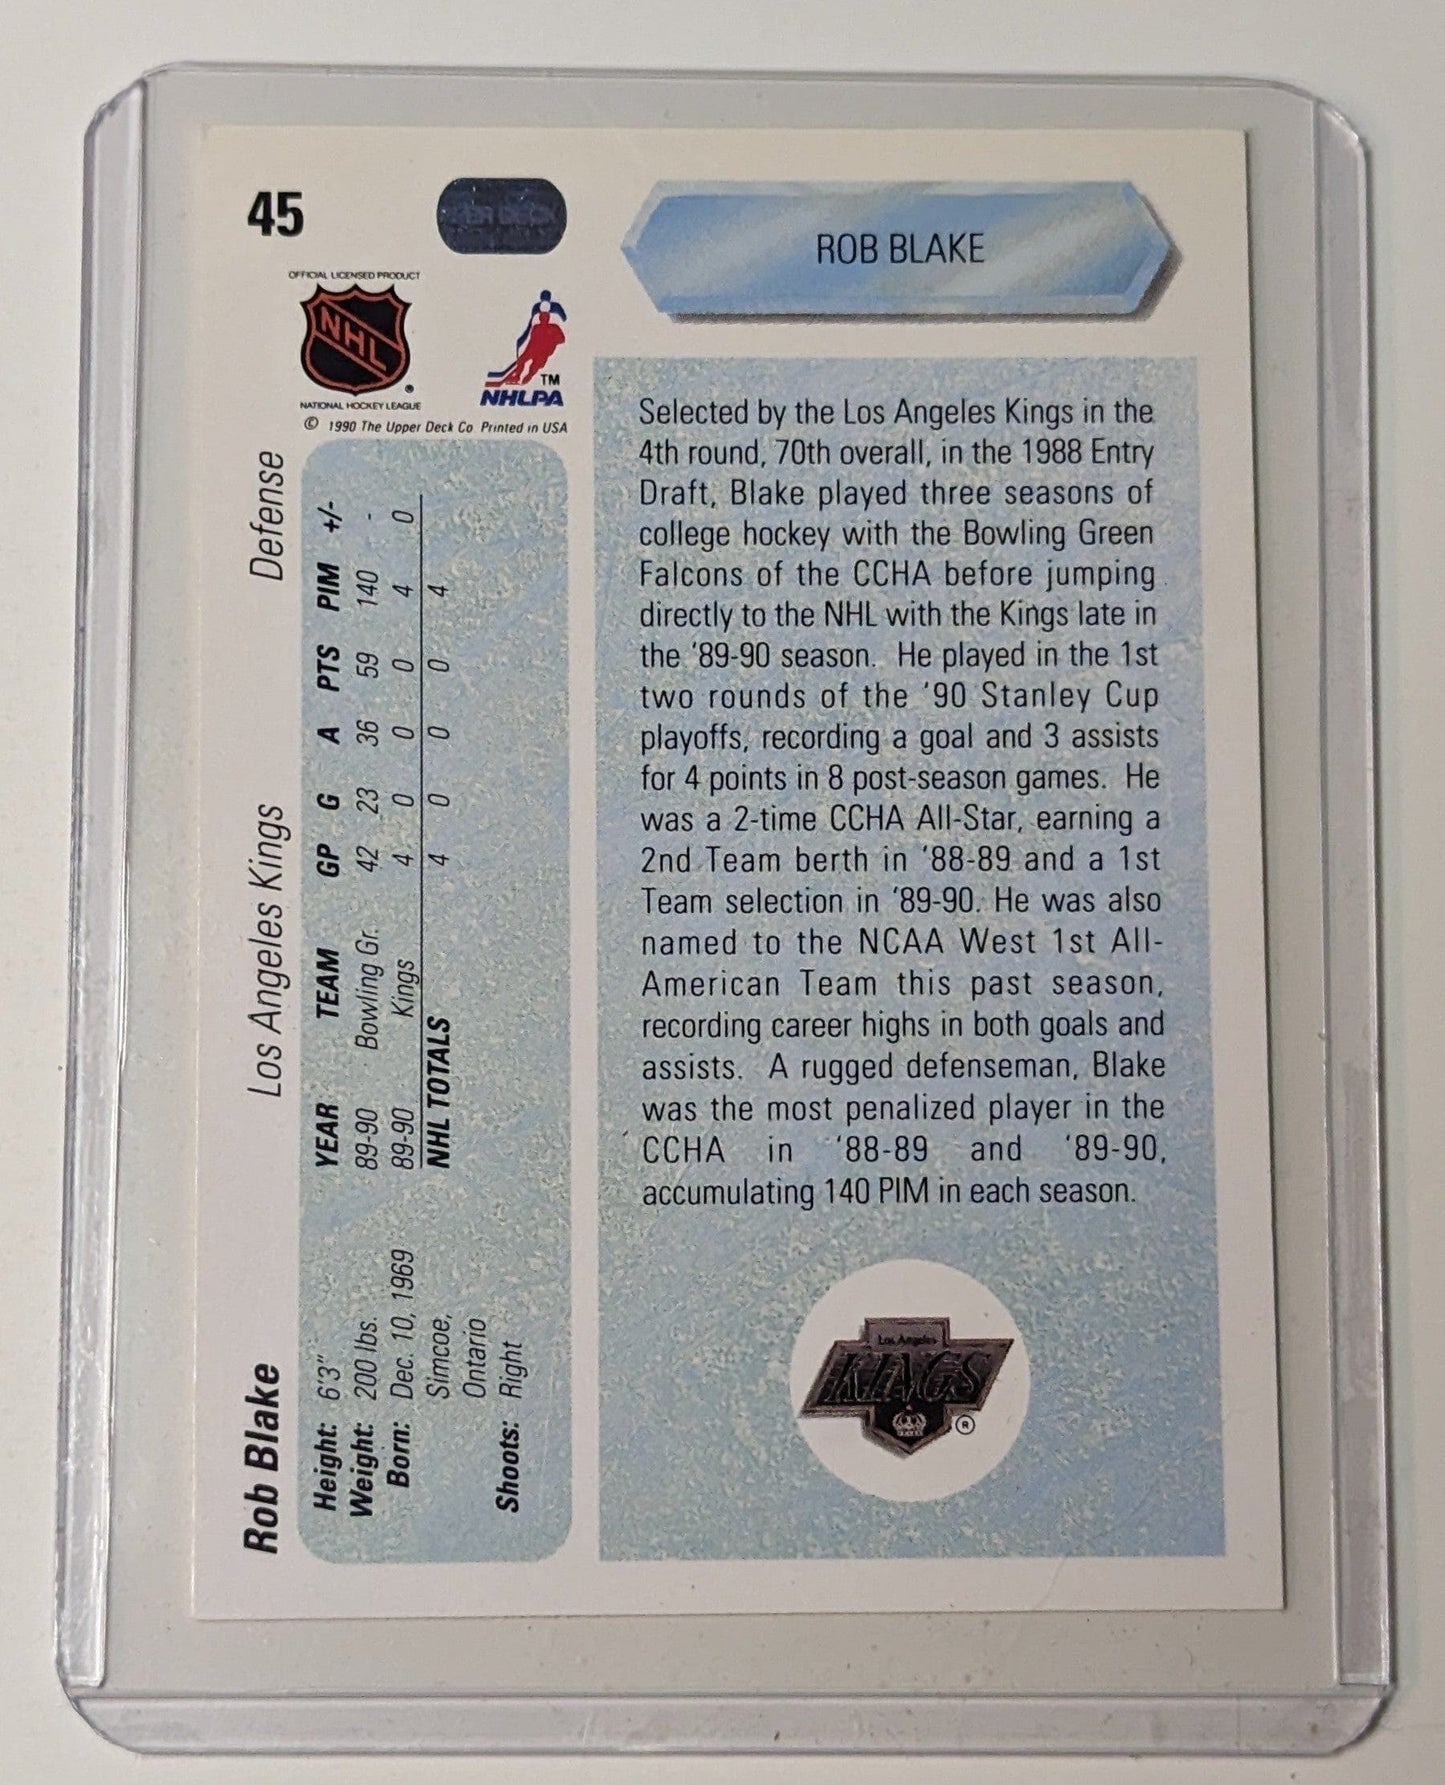 45
UPPER DECK
ROB BLAKE
OFFICIAL LICENSED PRODUCT
NHL
®
NATIONAL HOCKEY LEAGUE
TM
NHLPA
© 1990 The Upper Deck Co Printed in USA
Rob Blake Los Angeles Kings Defense
Height: 6'3"
Weight: 200 lbs.
Born: Dec. 10, 1969
Simcoe,
Ontario
Shoots: Right
YEAR TEAM GP G A PTS PIM +/-
89-90 Bowling Gr. 42 23 36 59 140 -
89-90 Kings 4 0 0 0 4 0
NHL TOTALS 4 0 0 0 4
Selected by the Los Angeles Kings in the
4th round, 70th overall, in the 1988 Entry
Draft, Blake played three seasons of
college hockey with the Bowling Green
Falcons of the CCHA before jumping
directly to the NHL with the Kings late in
the '89-90 season. He played in the 1st
two rounds of the '90 Stanley Cup
playoffs, recording a goal and 3 assists
for 4 points in 8 post-season games. He
was a 2-time CCHA All-Star, earning a
2nd Team berth in '88-89 and a 1st
Team selection in '89-90. He was also
named to the NCAA West 1st All-
American Team this past season,
recording career highs in both goals and
assists. A rugged defenseman, Blake
was the most penalized player in the
CCHA in '88-89 and '89-90,
accumulating 140 PIM in each season.
Los Angeles
KINGS
®